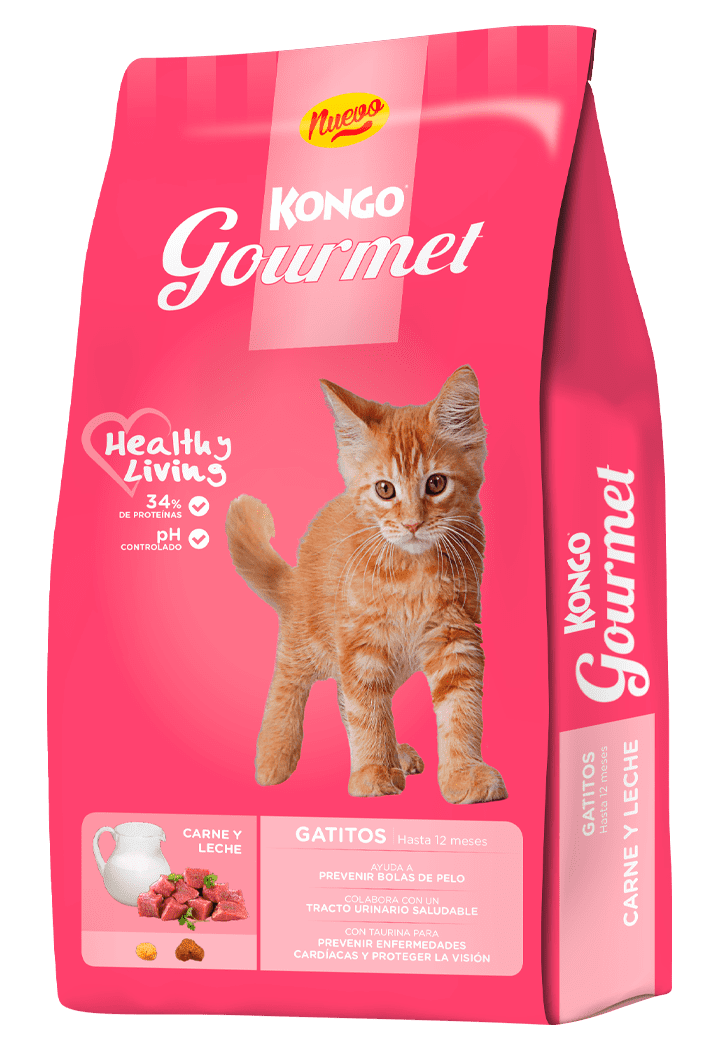 Nuevo
KONGO®
Gourmet
Healthy
Living
34%
DE PROTEÍNAS
pH
CONTROLADO
CARNE Y
LECHE
GATITOS Hasta 12 meses
AYUDA A
PREVENIR BOLAS DE PELO
COLABORA CON UN
TRACTO URINARIO SALUDABLE
CON TAURINA PARA
PREVENIR ENFERMEDADES
CARDÍACAS Y PROTEGER LA VISIÓN
KONGO®
Gourmet
GATITOS
Hasta 12 meses
CARNE Y LECHE